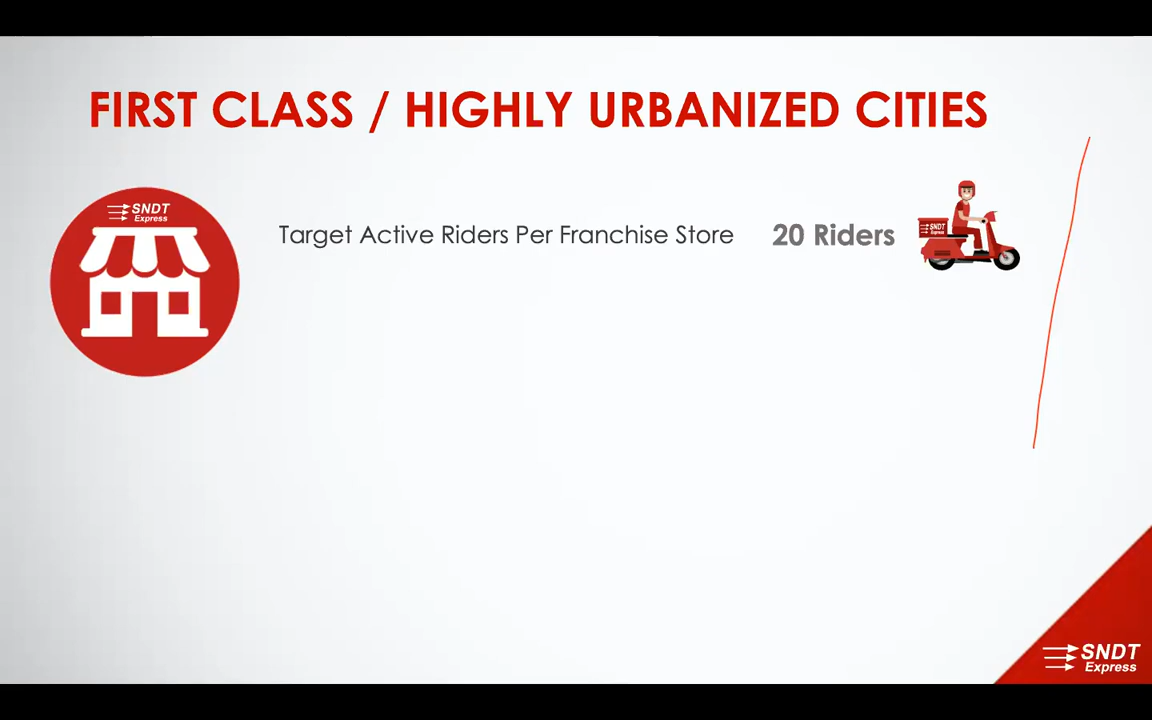 FIRST CLASS / HIGHLY URBANIZED CITIES
SNDT
Express
Target Active Riders Per Franchise Store 20 Riders
SNDT
Express
SNDT
Express